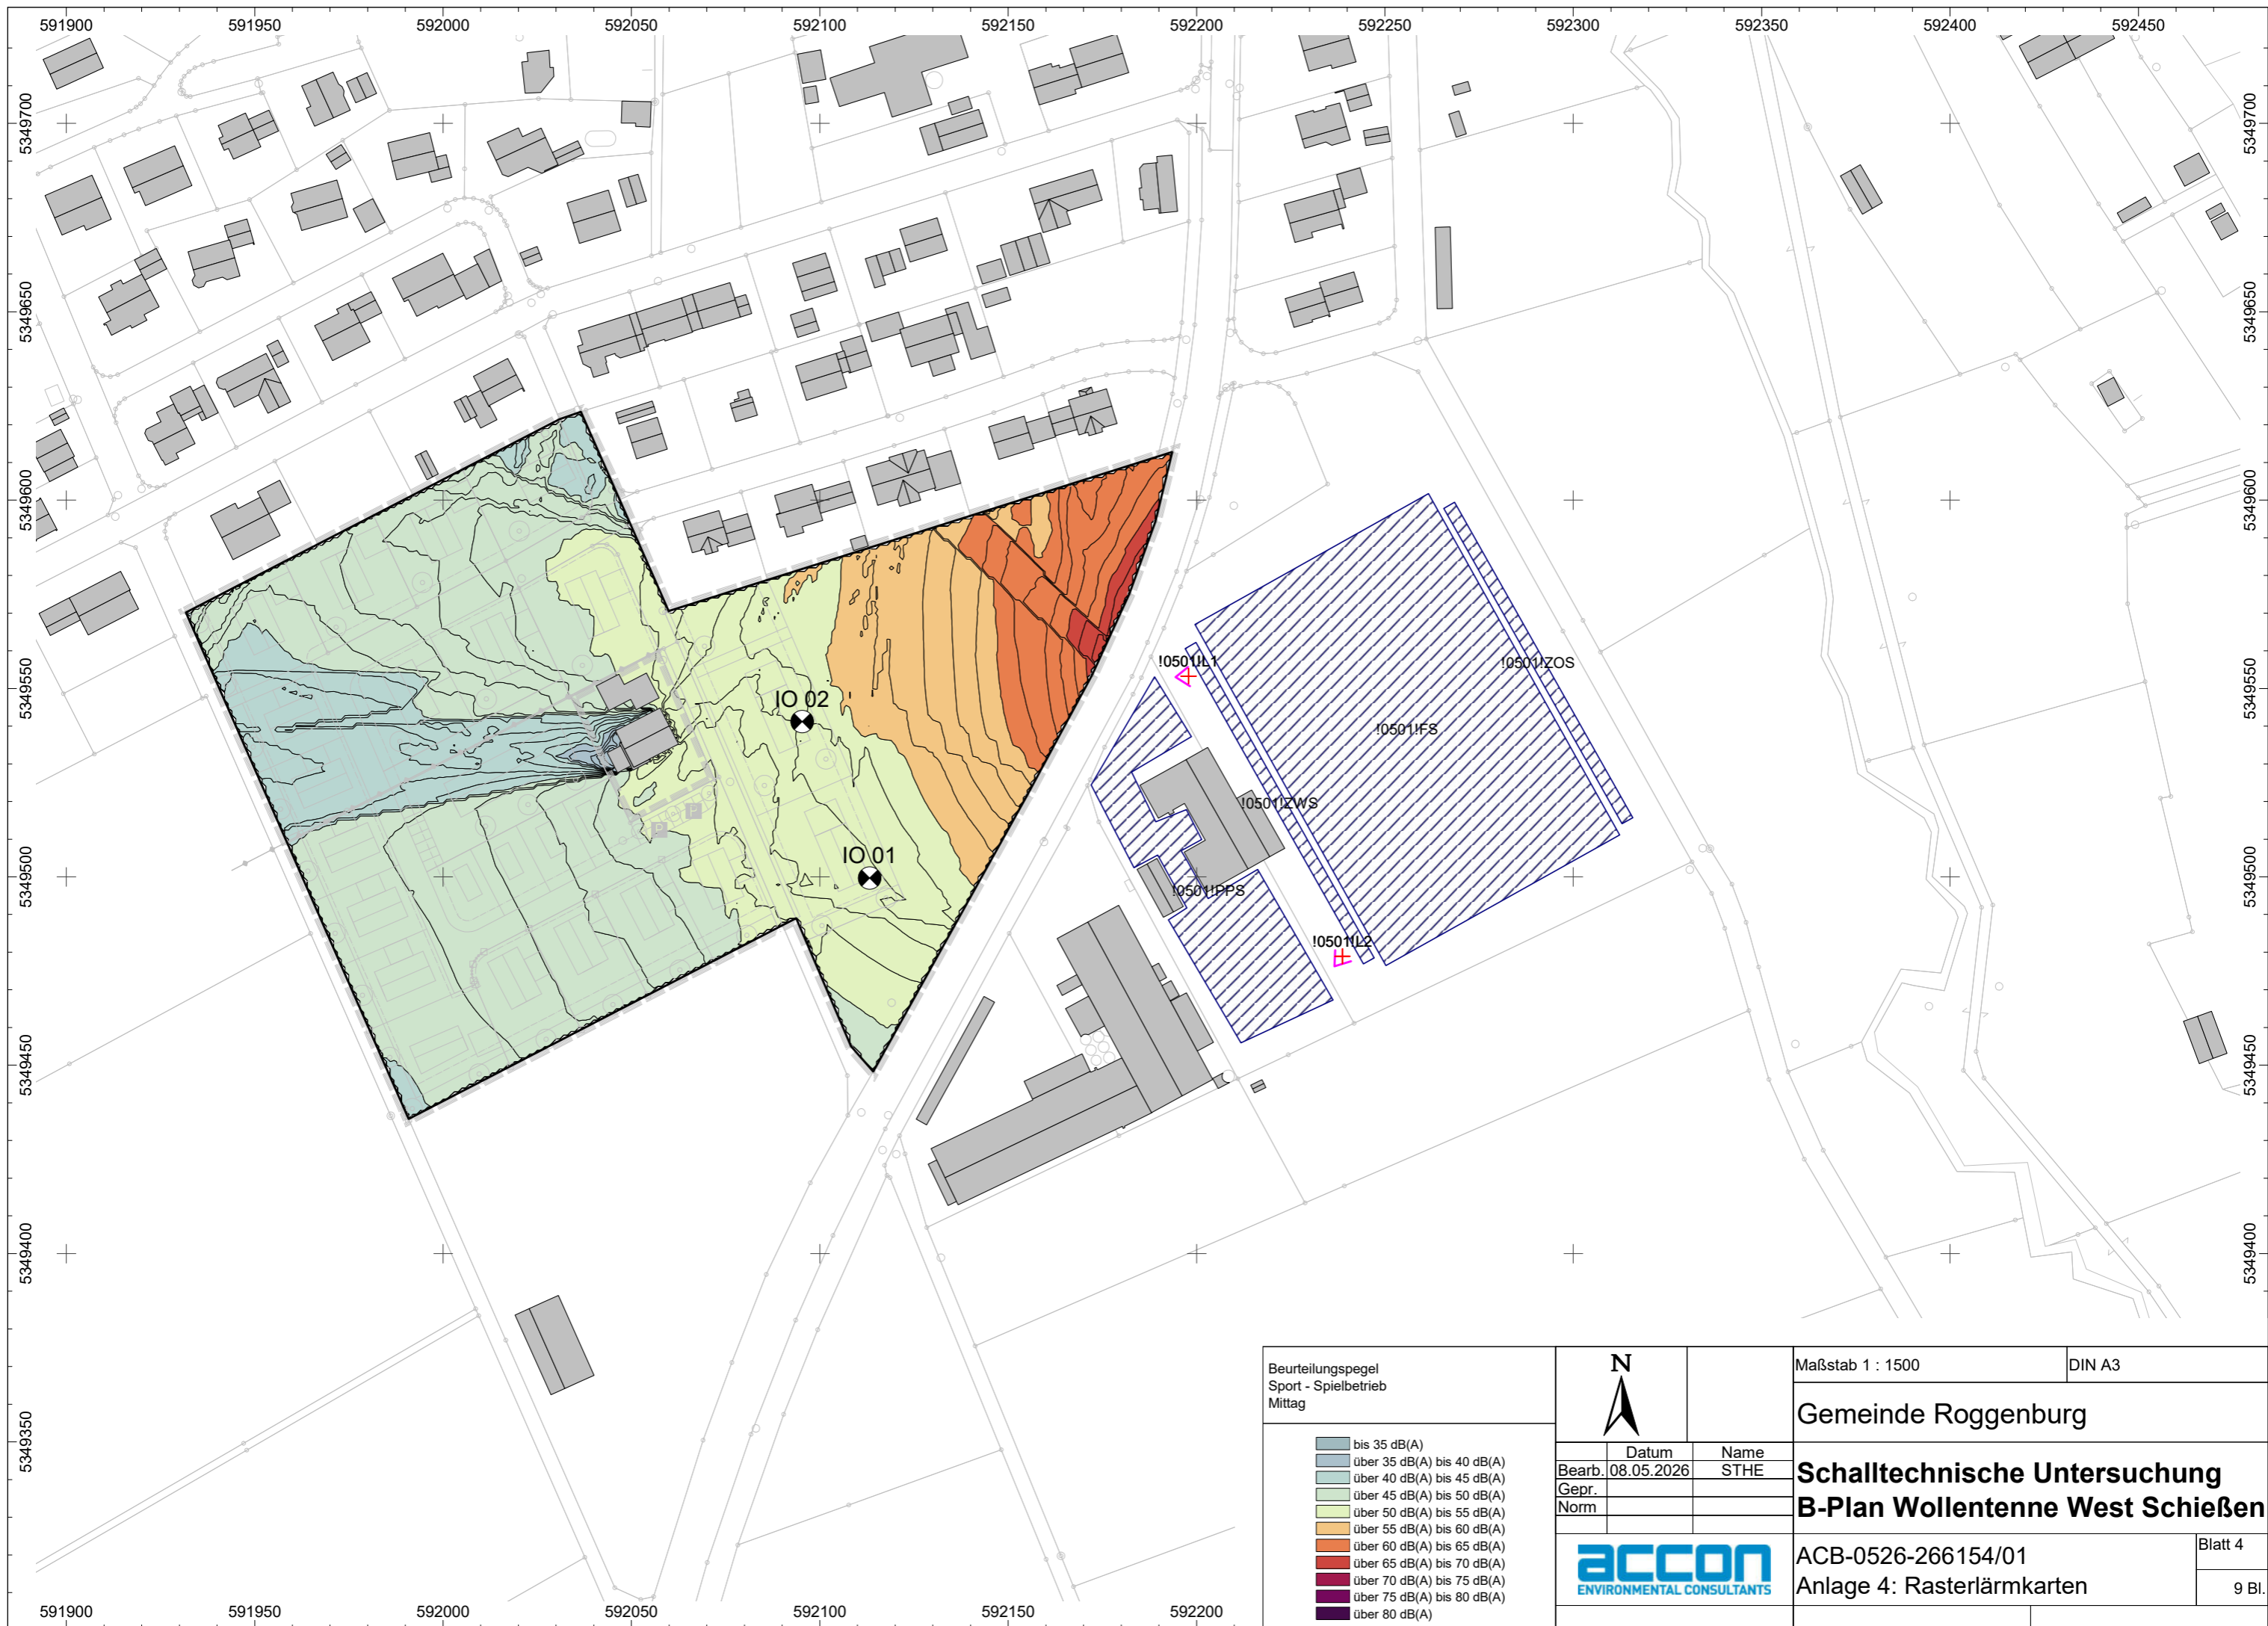 591900 591950 592000 592050 592100 592150 592200 592250 592300 592350 592400 592450
5349700 5349700
5349650 5349650
5349600 5349600
5349550 5349550
5349500 5349500
5349450 5349450
5349400 5349400
5349350
!0501!L1
!0501!ZOS
IO 02
!0501!FS
!0501!ZWS
IO 01
P
P
!0501!PPS
!0501!L2
591900 591950 592000 592050 592100 592150 592200
Beurteilungspegel
Sport - Spielbetrieb
Mittag
bis 35 dB(A)
über 35 dB(A) bis 40 dB(A)
über 40 dB(A) bis 45 dB(A)
über 45 dB(A) bis 50 dB(A)
über 50 dB(A) bis 55 dB(A)
über 55 dB(A) bis 60 dB(A)
über 60 dB(A) bis 65 dB(A)
über 65 dB(A) bis 70 dB(A)
über 70 dB(A) bis 75 dB(A)
über 75 dB(A) bis 80 dB(A)
über 80 dB(A)
N
Datum Name
Bearb. 08.05.2026 STHE
Gepr.
Norm
accon
ENVIRONMENTAL CONSULTANTS
Maßstab 1 : 1500 DIN A3
Gemeinde Roggenburg
Schalltechnische Untersuchung
B-Plan Wollentenne West Schießen
ACB-0526-266154/01
Anlage 4: Rasterlärmkarten
Blatt 4
9 Bl.